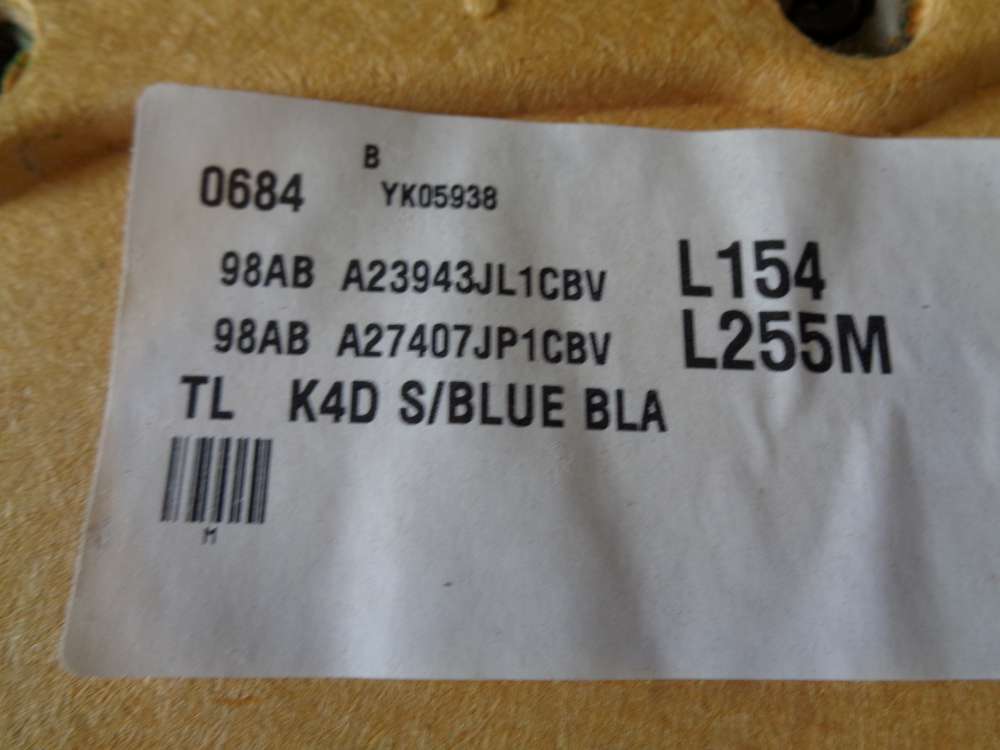 B
0684 YK05938
98AB A23943JL1CBV L154
98AB A27407JP1CBV L255M
TL K4D S/BLUE BLA
M